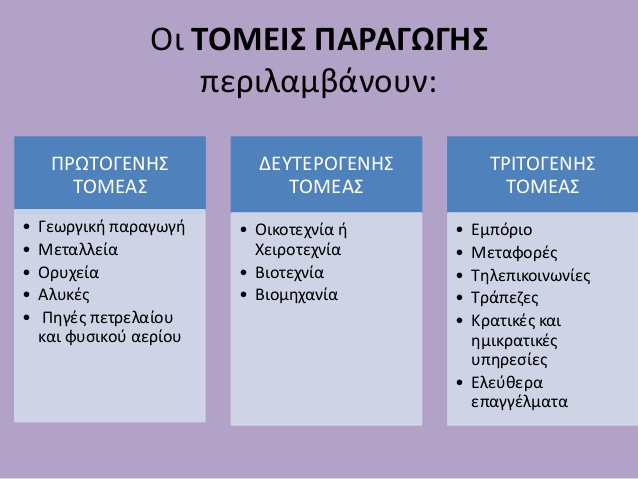 Οι ΤΟΜΕΙΣ ΠΑΡΑΓΩΓΗΣ
περιλαμβάνουν:
ΠΡΩΤΟΓΕΝΗΣ
ΤΟΜΕΑΣ
• Γεωργική παραγωγή
• Μεταλλεία
• Ορυχεία
• Αλυκές
• Πηγές πετρελαίου
και φυσικού αερίου
ΔΕΥΤΕΡΟΓΕΝΗΣ
ΤΟΜΕΑΣ
• Οικοτεχνία ή
Χειροτεχνία
• Βιοτεχνία
• Βιομηχανία
ΤΡΙΤΟΓΕΝΗΣ
ΤΟΜΕΑΣ
• Εμπόριο
• Μεταφορές
• Τηλεπικοινωνίες
• Τράπεζες
• Κρατικές και
ημικρατικές
υπηρεσίες
• Ελεύθερα
επαγγέλματα